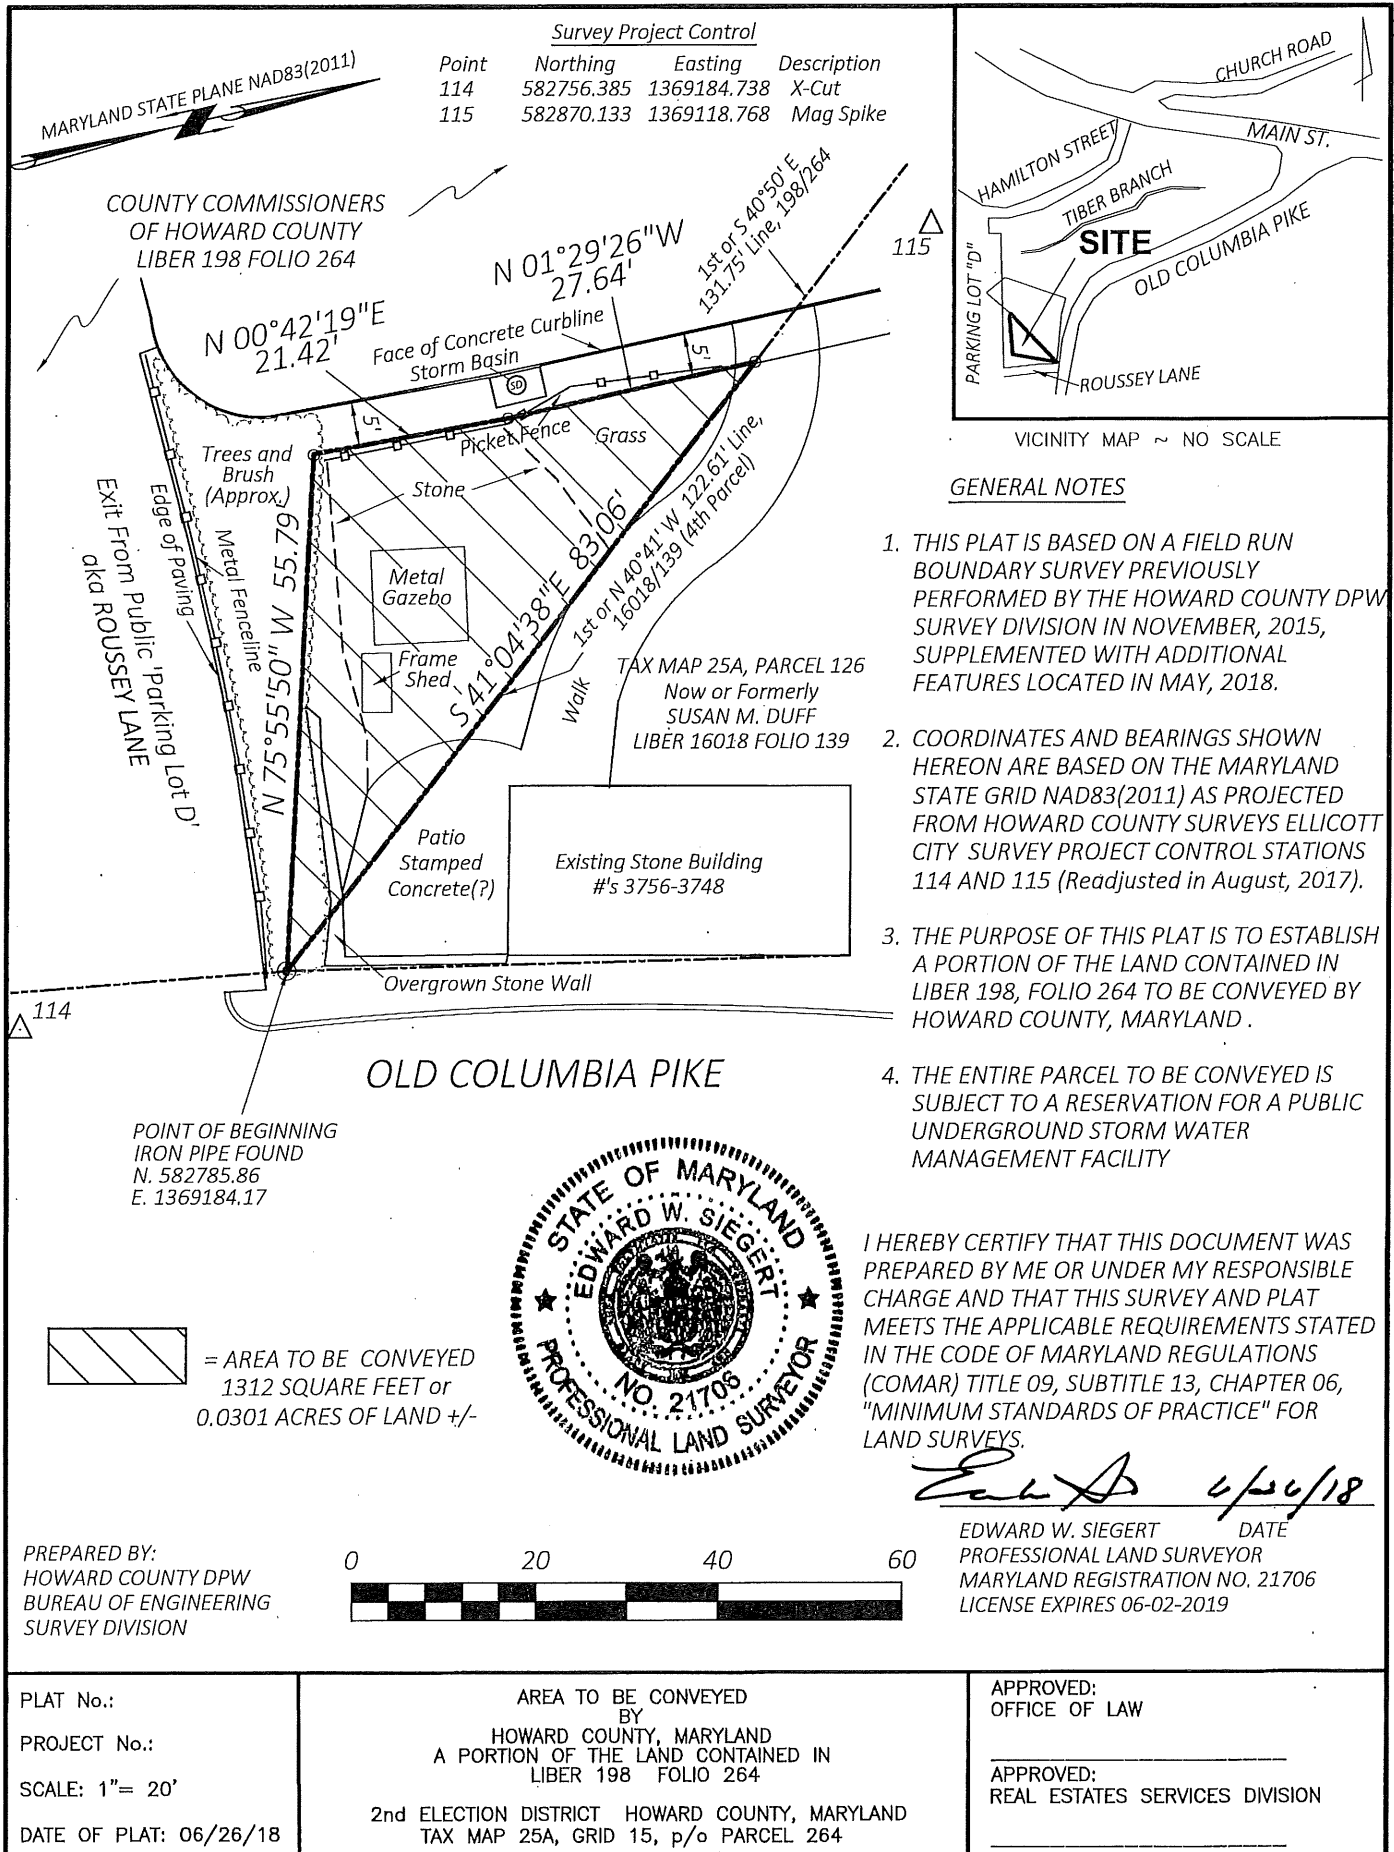 Survey Project Control
Point Northing Easting Description
114 582756.385 1369184.738 X-Cut
115 582870.133 1369118.768 Mag Spike
MARYLAND STATE PLANE NAD83(2011)
COUNTY COMMISSIONERS
OF HOWARD COUNTY
LIBER 198 FOLIO 264
N 00°42'19"E
21.42'
N 01°29'26"W
27.64'
1st or S 40°50' E
131.75' Line, 198/264
115
Face of Concrete Curbline
Storm Basin
SD
5'
5'
Picket Fence
Grass
Trees and
Brush
(Approx.)
Stone
Exit From Public 'Parking Lot D'
aka ROUSSEY LANE
Edge of Paving
Metal Fenceline
N 75°55'50"W 55.79'
Metal
Gazebo
Frame
Shed
S 41°04'38"E 83.06'
1st or N 40°41' W 122.61' Line,
16018/139 (4th Parcel)
Walk
TAX MAP 25A, PARCEL 126
Now or Formerly
SUSAN M. DUFF
LIBER 16018 FOLIO 139
Patio
Stamped
Concrete(?)
Existing Stone Building
#'s 3756-3748
Overgrown Stone Wall
114
OLD COLUMBIA PIKE
POINT OF BEGINNING
IRON PIPE FOUND
N. 582785.86
E. 1369184.17
CHURCH ROAD
MAIN ST.
HAMILTON STREET
TIBER BRANCH
SITE
OLD COLUMBIA PIKE
PARKING LOT "D"
ROUSSEY LANE
VICINITY MAP ~ NO SCALE
GENERAL NOTES
1. THIS PLAT IS BASED ON A FIELD RUN
BOUNDARY SURVEY PREVIOUSLY
PERFORMED BY THE HOWARD COUNTY DPW
SURVEY DIVISION IN NOVEMBER, 2015,
SUPPLEMENTED WITH ADDITIONAL
FEATURES LOCATED IN MAY, 2018.
2. COORDINATES AND BEARINGS SHOWN
HEREON ARE BASED ON THE MARYLAND
STATE GRID NAD83(2011) AS PROJECTED
FROM HOWARD COUNTY SURVEYS ELLICOTT
CITY SURVEY PROJECT CONTROL STATIONS
114 AND 115 (Readjusted in August, 2017).
3. THE PURPOSE OF THIS PLAT IS TO ESTABLISH
A PORTION OF THE LAND CONTAINED IN
LIBER 198, FOLIO 264 TO BE CONVEYED BY
HOWARD COUNTY, MARYLAND .
4. THE ENTIRE PARCEL TO BE CONVEYED IS
SUBJECT TO A RESERVATION FOR A PUBLIC
UNDERGROUND STORM WATER
MANAGEMENT FACILITY
STATE OF MARYLAND
EDWARD W. SIEGERT
NO. 21706
PROFESSIONAL LAND SURVEYOR
= AREA TO BE CONVEYED
1312 SQUARE FEET or
0.0301 ACRES OF LAND +/-
I HEREBY CERTIFY THAT THIS DOCUMENT WAS
PREPARED BY ME OR UNDER MY RESPONSIBLE
CHARGE AND THAT THIS SURVEY AND PLAT
MEETS THE APPLICABLE REQUIREMENTS STATED
IN THE CODE OF MARYLAND REGULATIONS
(COMAR) TITLE 09, SUBTITLE 13, CHAPTER 06,
"MINIMUM STANDARDS OF PRACTICE" FOR
LAND SURVEYS.
6/26/18
EDWARD W. SIEGERT DATE
PROFESSIONAL LAND SURVEYOR
MARYLAND REGISTRATION NO. 21706
LICENSE EXPIRES 06-02-2019
PREPARED BY:
HOWARD COUNTY DPW
BUREAU OF ENGINEERING
SURVEY DIVISION
0 20 40 60
PLAT No.:
PROJECT No.:
SCALE: 1"= 20'
DATE OF PLAT: 06/26/18
AREA TO BE CONVEYED
BY
HOWARD COUNTY, MARYLAND
A PORTION OF THE LAND CONTAINED IN
LIBER 198 FOLIO 264
2nd ELECTION DISTRICT HOWARD COUNTY, MARYLAND
TAX MAP 25A, GRID 15, p/o PARCEL 264
APPROVED:
OFFICE OF LAW
APPROVED:
REAL ESTATES SERVICES DIVISION